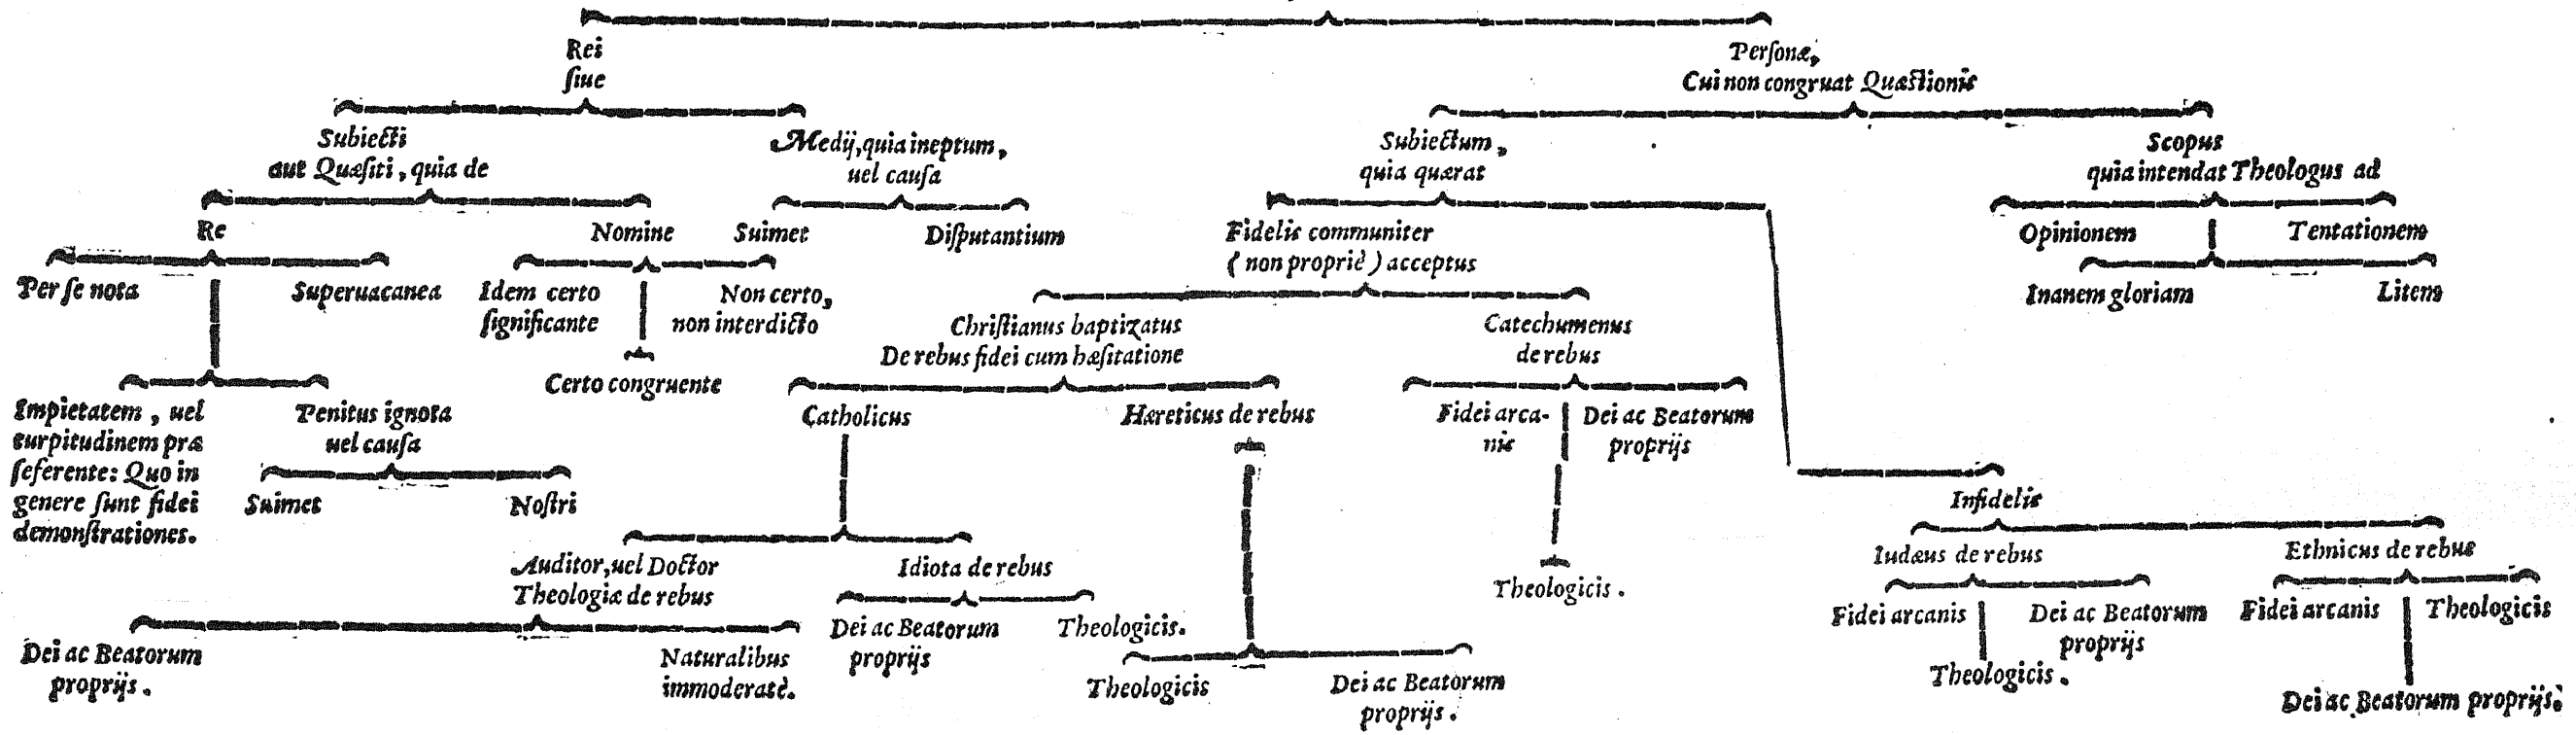 Rei
ſiue
Perſonæ,
Cui non congruat Quæſtionis
Subiecti
aut Quæſiti, quia de
Medij, quia ineptum,
uel cauſa
Subiectum,
quia quærat
Scopus
quia intendat Theologus ad
Re
Nomine
Suimet
Diſputantium
Fidelis communiter
(non propriè) acceptus
Opinionem
Tentationem
Per ſe nota
Superuacanea
Idem certo
ſignificante
Non certo,
non interdicto
Inanem gloriam
Litem
Chriſtianus baptizatus
De rebus fidei cum hæſitatione
Catechumenus
de rebus
Certo congruente
Impietatem, uel
turpitudinem præ
ſeferente: Quo in
genere ſunt fidei
demonſtrationes.
Penitus ignota
uel cauſa
Catholicus
Hæreticus de rebus
Fidei arca-
nis
Dei ac Beatorum
proprijs
Suimet
Noſtri
Infidelis
Auditor, uel Doctor
Theologiæ de rebus
Idiota de rebus
Theologicis.
Iudæus de rebus
Ethnicus de rebus
Dei ac Beatorum
proprijs.
Naturalibus
immoderatè.
Dei ac Beatorum
proprijs
Theologicis.
Theologicis
Dei ac Beatorum
proprijs.
Fidei arcanis
Dei ac Beatorum
proprijs
Theologicis.
Fidei arcanis
Theologicis
Dei ac Beatorum proprijs.